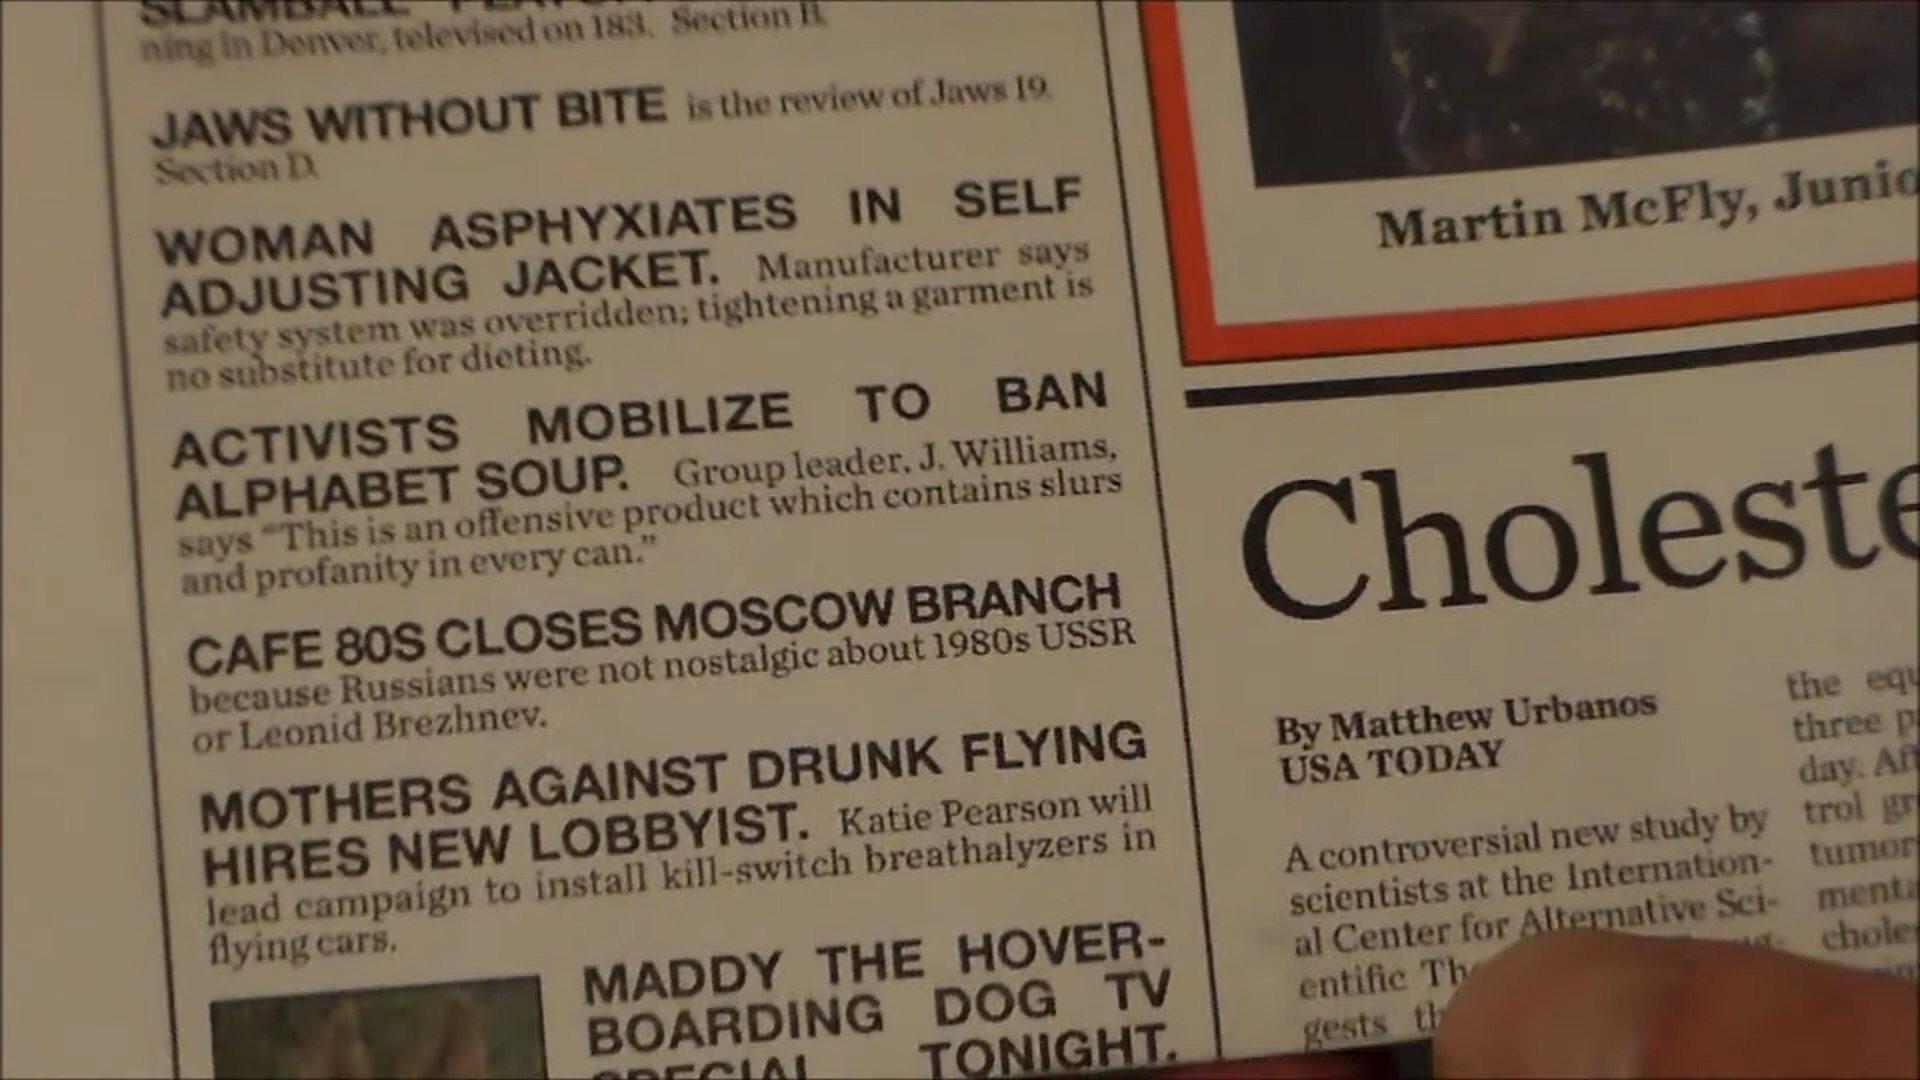 SLAMBALL
ning in Denver, televised on 183. Section B.
JAWS WITHOUT BITE is the review of Jaws 19.
Section D.
WOMAN ASPHYXIATES IN SELF
ADJUSTING JACKET. Manufacturer says
safety system was overridden; tightening a garment is
no substitute for dieting.
ACTIVISTS MOBILIZE TO BAN
ALPHABET SOUP. Group leader, J. Williams,
says "This is an offensive product which contains slurs
and profanity in every can."
CAFE 80S CLOSES MOSCOW BRANCH
because Russians were not nostalgic about 1980s USSR
or Leonid Brezhnev.
MOTHERS AGAINST DRUNK FLYING
HIRES NEW LOBBYIST. Katie Pearson will
lead campaign to install kill-switch breathalyzers in
flying cars.
MADDY THE HOVER-
BOARDING DOG TV
SPECIAL TONIGHT.
Martin McFly, Junio
Choleste
By Matthew Urbanos
USA TODAY
A controversial new study by
scientists at the Internation-
al Center for Alternative Sci-
entific Th
gests th
the equ
three p
day. Aft
trol gr
tumor
menta
choles